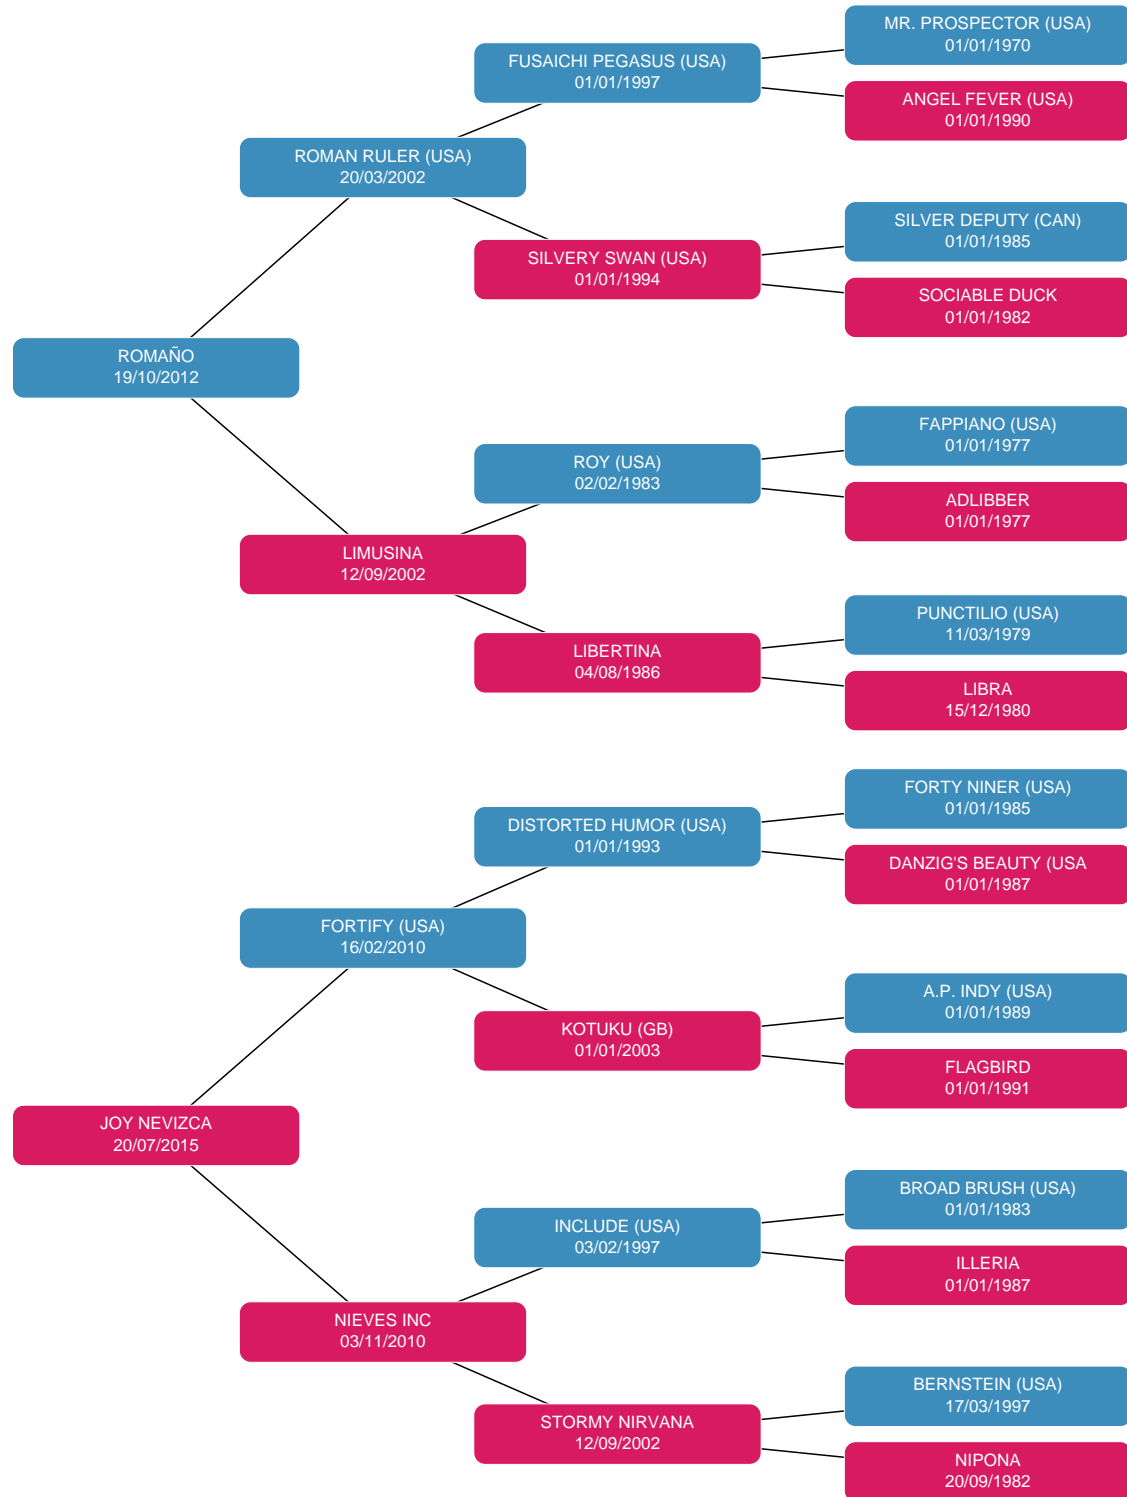 MR. PROSPECTOR (USA)
01/01/1970
FUSAICHI PEGASUS (USA)
01/01/1997
ANGEL FEVER (USA)
01/01/1990
ROMAN RULER (USA)
20/03/2002
SILVER DEPUTY (CAN)
01/01/1985
SILVERY SWAN (USA)
01/01/1994
SOCIABLE DUCK
01/01/1982
ROMAÑO
19/10/2012
FAPPIANO (USA)
01/01/1977
ROY (USA)
02/02/1983
ADLIBBER
01/01/1977
LIMUSINA
12/09/2002
PUNCTILIO (USA)
11/03/1979
LIBERTINA
04/08/1986
LIBRA
15/12/1980
FORTY NINER (USA)
01/01/1985
DISTORTED HUMOR (USA)
01/01/1993
DANZIG'S BEAUTY (USA
01/01/1987
FORTIFY (USA)
16/02/2010
A.P. INDY (USA)
01/01/1989
KOTUKU (GB)
01/01/2003
FLAGBIRD
01/01/1991
JOY NEVIZCA
20/07/2015
BROAD BRUSH (USA)
01/01/1983
INCLUDE (USA)
03/02/1997
ILLERIA
01/01/1987
NIEVES INC
03/11/2010
BERNSTEIN (USA)
17/03/1997
STORMY NIRVANA
12/09/2002
NIPONA
20/09/1982